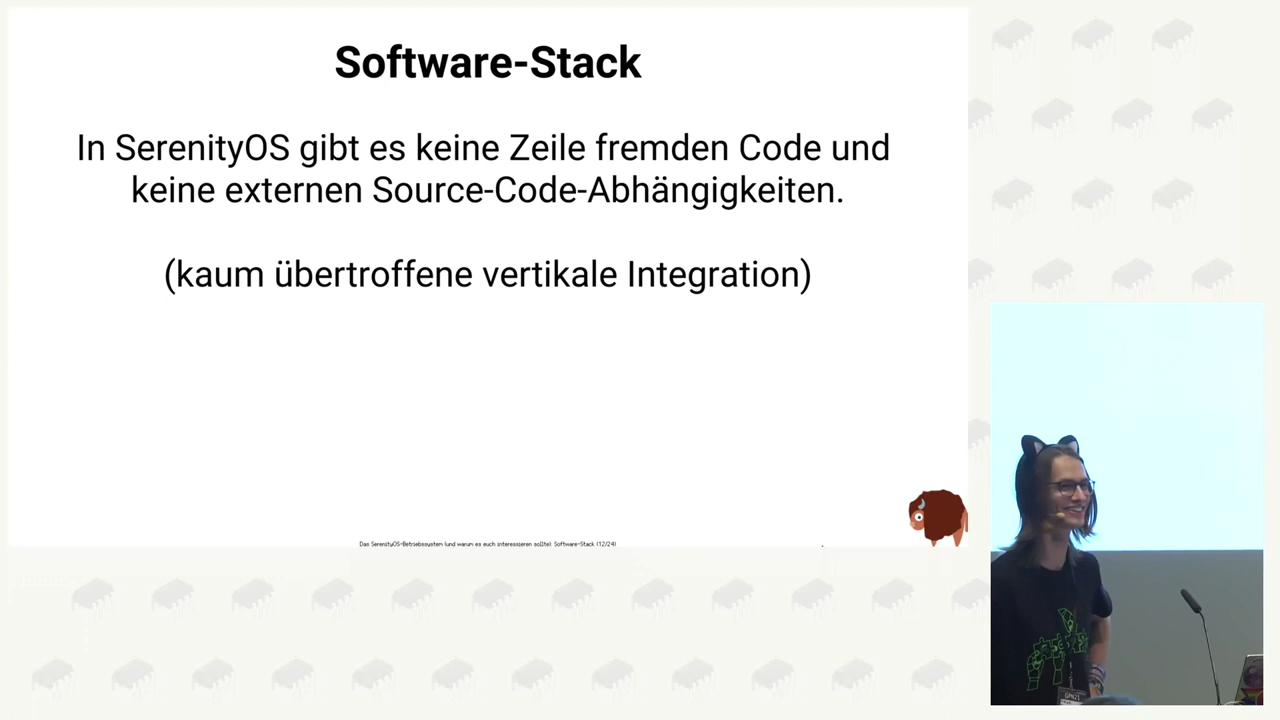 Software-Stack
In SerenityOS gibt es keine Zeile fremden Code und
keine externen Source-Code-Abhängigkeiten.
(kaum übertroffene vertikale Integration)
Das SerenityOS-Betriebssystem (und warum es euch interessieren sollte): Software-Stack (12/24)
GPN21